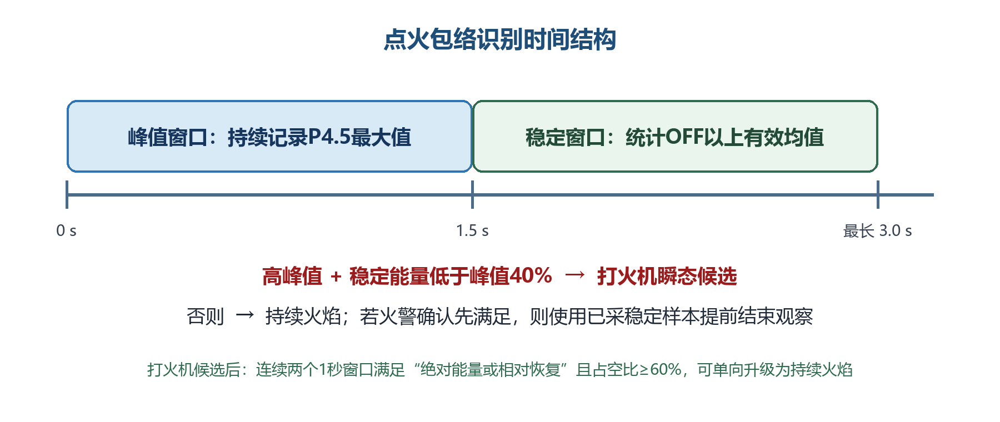 点火包络识别时间结构
峰值窗口：持续记录P4.5最大值
稳定窗口：统计OFF以上有效均值
0 s
1.5 s
最长 3.0 s
高峰值 + 稳定能量低于峰值40% → 打火机瞬态候选
否则 → 持续火焰；若火警确认先满足，则使用已采稳定样本提前结束观察
打火机候选后：连续两个1秒窗口满足“绝对能量或相对恢复”且占空比≥60%，可单向升级为持续火焰